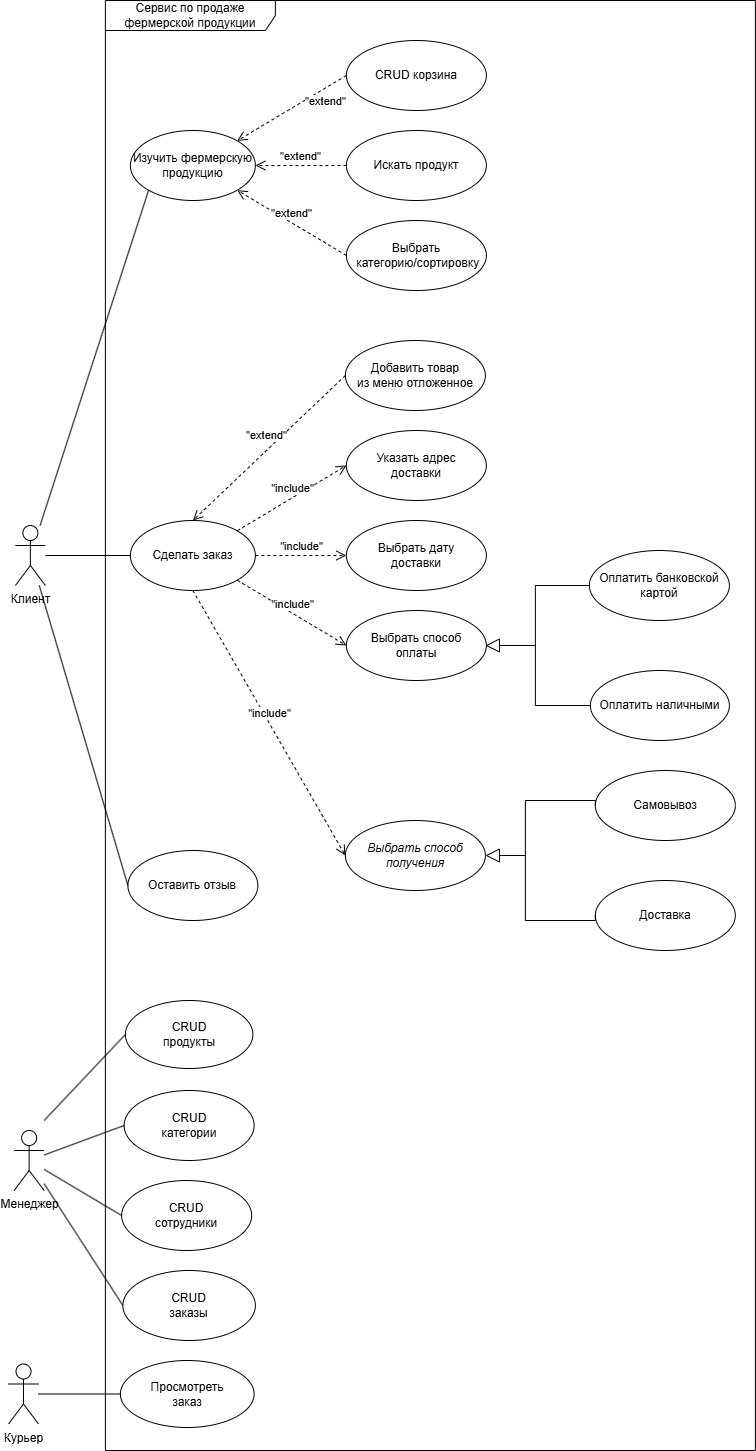 Сервис по продаже
фермерской продукции
CRUD корзина
"extend"
Изучить фермерскую
продукцию
"extend"
Искать продукт
"extend"
Выбрать
категорию/сортировку
Добавить товар
из меню отложенное
"extend"
Указать адрес
доставки
"include"
Клиент
Сделать заказ
"include"
Выбрать дату
доставки
Оплатить банковской
картой
"include"
Выбрать способ
оплаты
Оплатить наличными
"include"
Самовывоз
Выбрать способ
получения
Оставить отзыв
Доставка
CRUD
продукты
CRUD
категории
Менеджер
CRUD
сотрудники
CRUD
заказы
Просмотреть
заказ
Курьер